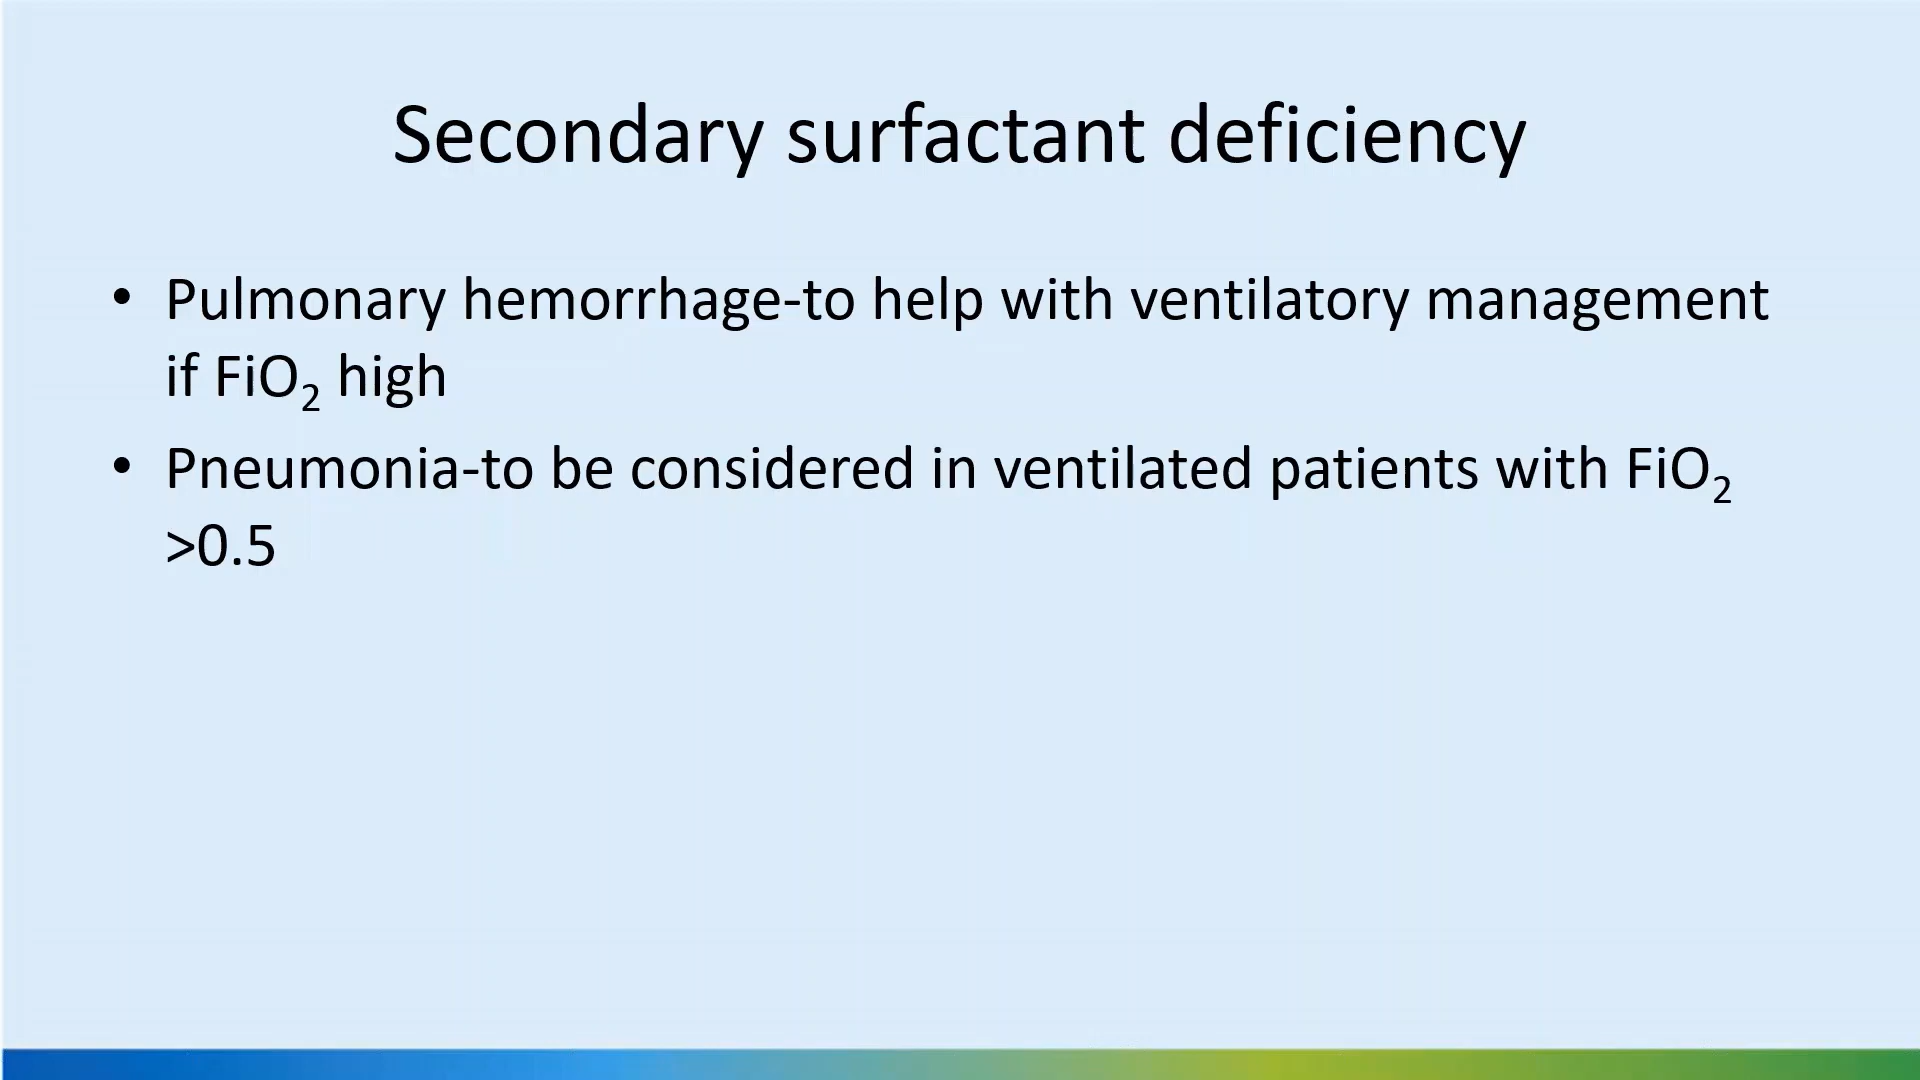 Secondary surfactant deficiency
• Pulmonary hemorrhage-to help with ventilatory management
if FiO₂ high
• Pneumonia-to be considered in ventilated patients with FiO₂
>0.5